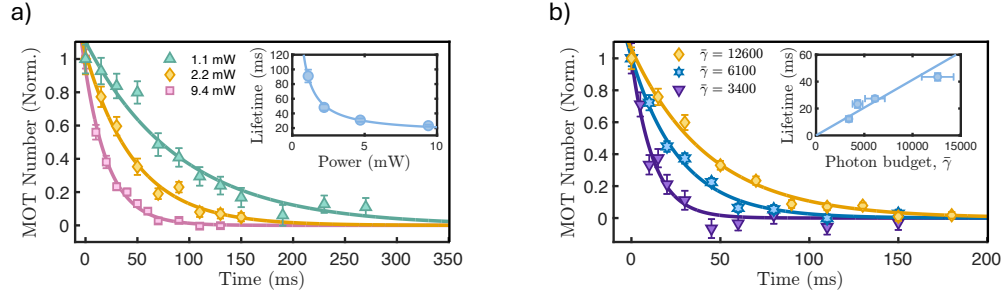 a)
MOT Number (Norm.)
1
0.8
0.6
0.4
0.2
0
0 50 100 150 200 250 300 350
Time (ms)
1.1 mW
2.2 mW
9.4 mW
Lifetime (ms)
120
100
80
60
40
20
0 5 10
Power (mW)
b)
MOT Number (Norm.)
1
0.8
0.6
0.4
0.2
0
0 50 100 150 200
Time (ms)
γ̄ = 12600
γ̄ = 6100
γ̄ = 3400
Lifetime (ms)
60
40
20
0
0 5000 10000 15000
Photon budget, γ̄